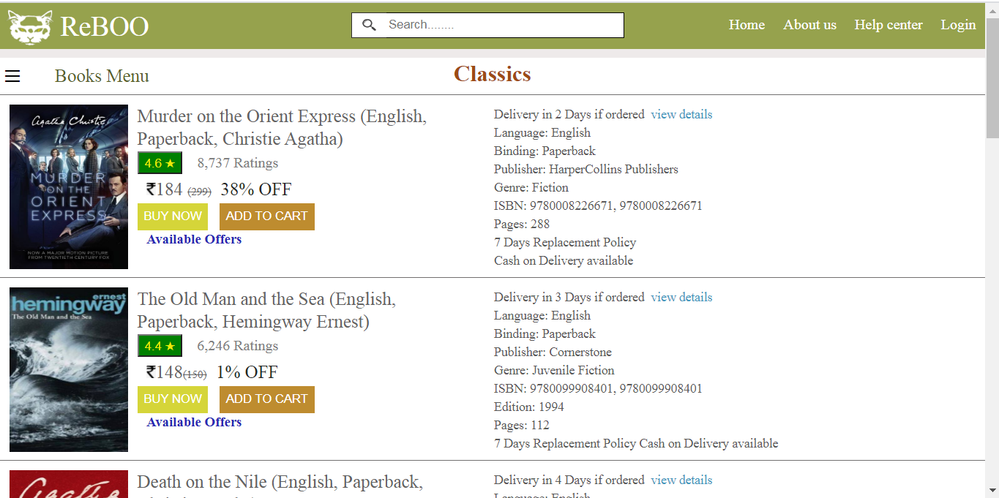 ReBOO
Search........
Home About us Help center Login
Books Menu
Classics
Agatha Christie
MURDER
ON THE
ORIENT
EXPRESS
NOW A MAJOR MOTION PICTURE
FROM TWENTIETH CENTURY FOX
Murder on the Orient Express (English,
Paperback, Christie Agatha)
4.6 ★ 8,737 Ratings
₹184 (299) 38% OFF
BUY NOW ADD TO CART
Available Offers
Delivery in 2 Days if ordered view details
Language: English
Binding: Paperback
Publisher: HarperCollins Publishers
Genre: Fiction
ISBN: 9780008226671, 9780008226671
Pages: 288
7 Days Replacement Policy
Cash on Delivery available
ernest
hemingway
The Old Man and the Sea
The Old Man and the Sea (English,
Paperback, Hemingway Ernest)
4.4 ★ 6,246 Ratings
₹148(150) 1% OFF
BUY NOW ADD TO CART
Available Offers
Delivery in 3 Days if ordered view details
Language: English
Binding: Paperback
Publisher: Cornerstone
Genre: Juvenile Fiction
ISBN: 9780099908401, 9780099908401
Edition: 1994
Pages: 112
7 Days Replacement Policy Cash on Delivery available
Death on the Nile (English, Paperback,
Delivery in 4 Days if ordered view details
Language: English